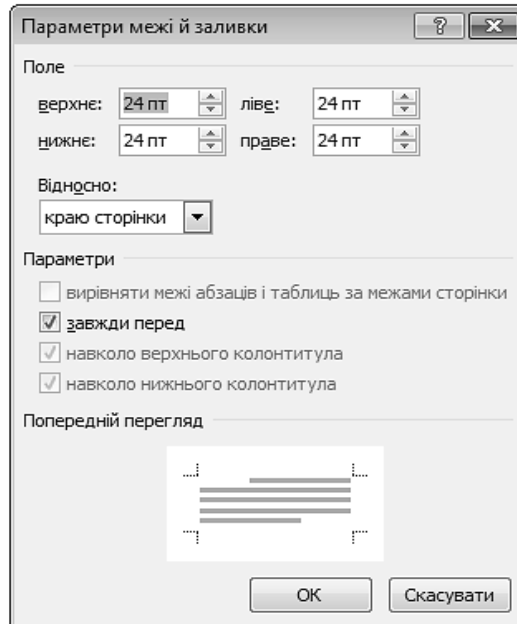 Параметри межі й заливки
Поле
верхнє: 24 пт ліве: 24 пт
нижнє: 24 пт праве: 24 пт
Відносно:
краю сторінки
Параметри
вирівняти межі абзаців і таблиць за межами сторінки
завжди перед
навколо верхнього колонтитула
навколо нижнього колонтитула
Попередній перегляд
ОК Скасувати